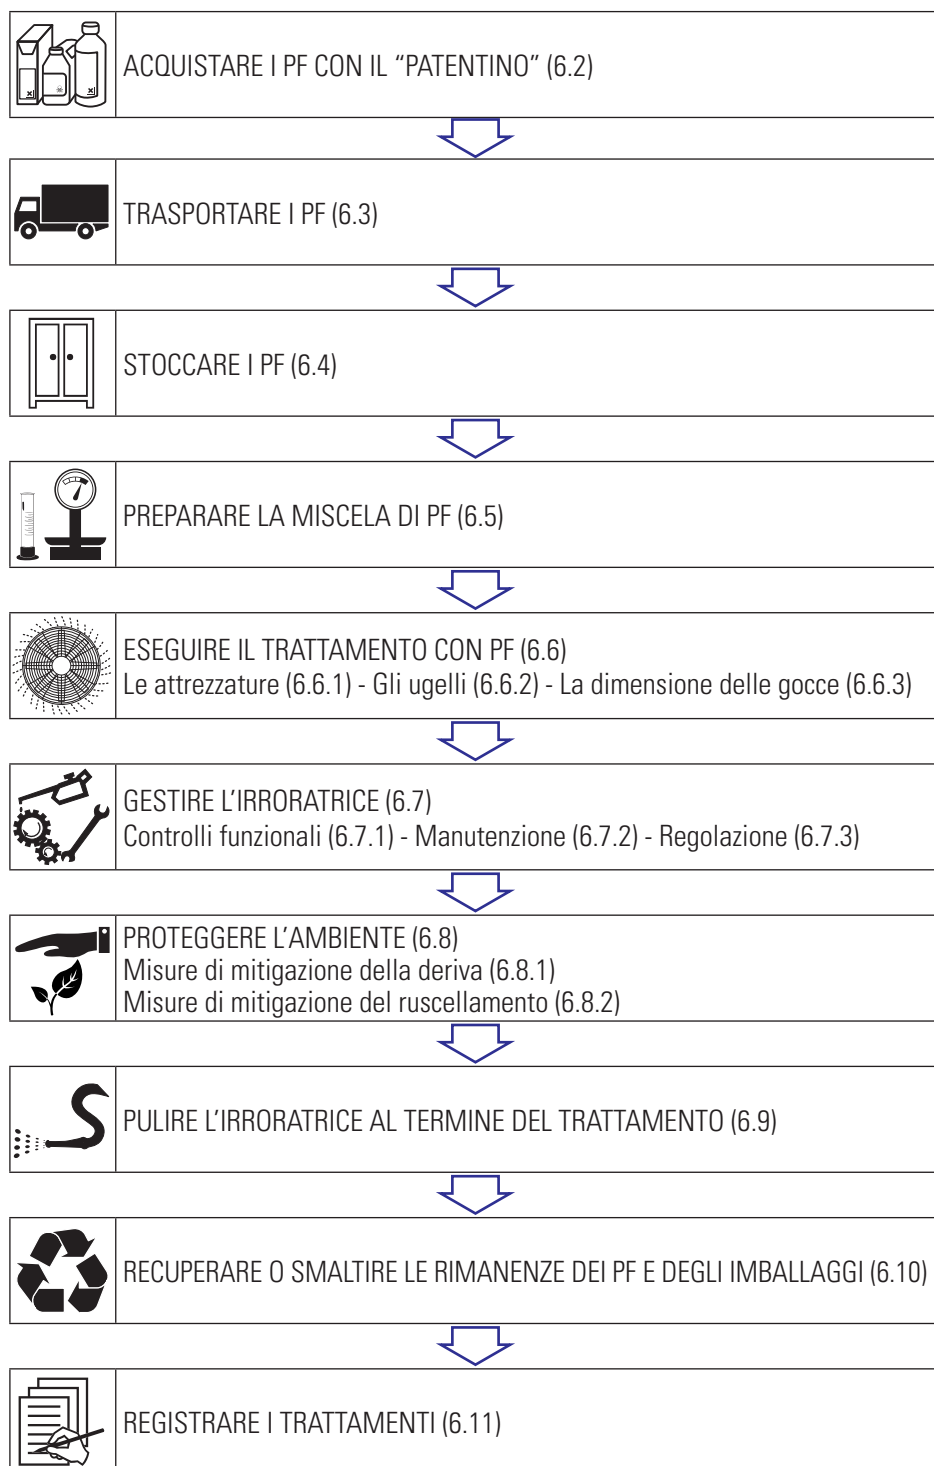 ACQUISTARE I PF CON IL “PATENTINO” (6.2)
TRASPORTARE I PF (6.3)
STOCCARE I PF (6.4)
PREPARARE LA MISCELA DI PF (6.5)
ESEGUIRE IL TRATTAMENTO CON PF (6.6)
Le attrezzature (6.6.1) - Gli ugelli (6.6.2) - La dimensione delle gocce (6.6.3)
GESTIRE L’IRRORATRICE (6.7)
Controlli funzionali (6.7.1) - Manutenzione (6.7.2) - Regolazione (6.7.3)
PROTEGGERE L’AMBIENTE (6.8)
Misure di mitigazione della deriva (6.8.1)
Misure di mitigazione del ruscellamento (6.8.2)
PULIRE L’IRRORATRICE AL TERMINE DEL TRATTAMENTO (6.9)
RECUPERARE O SMALTIRE LE RIMANENZE DEI PF E DEGLI IMBALLAGGI (6.10)
REGISTRARE I TRATTAMENTI (6.11)